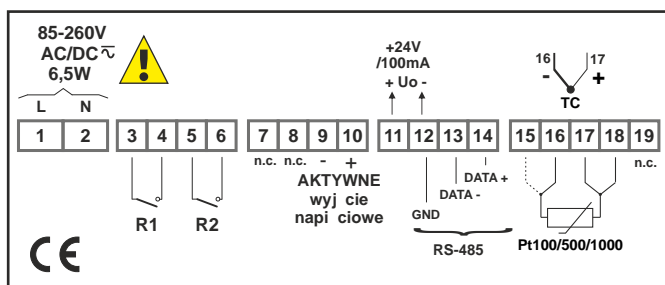 85-260V
AC/DC
6,5W
L N
+24V
/100mA
+ Uo -
16 17
- +
TC
1 2 3 4 5 6 7 8 9 10 11 12 13 14 15 16 17 18 19
n.c. n.c. - + n.c.
R1 R2
AKTYWNE
wyj cie
napi ciowe
DATA +
DATA -
GND
RS-485
Pt100/500/1000
CE